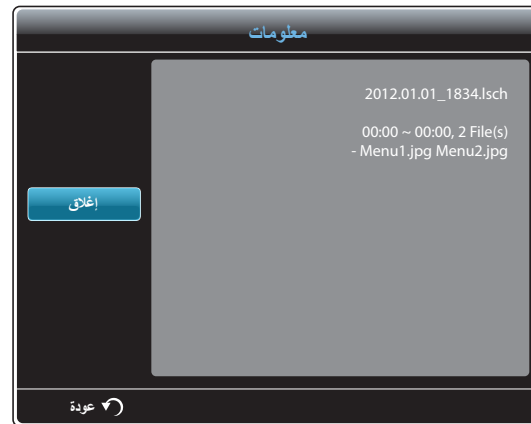 معلومات
2012.01.01_1834.lsch
00:00 ~ 00:00, 2 File(s)
- Menu1.jpg Menu2.jpg
إغلاق
عودة